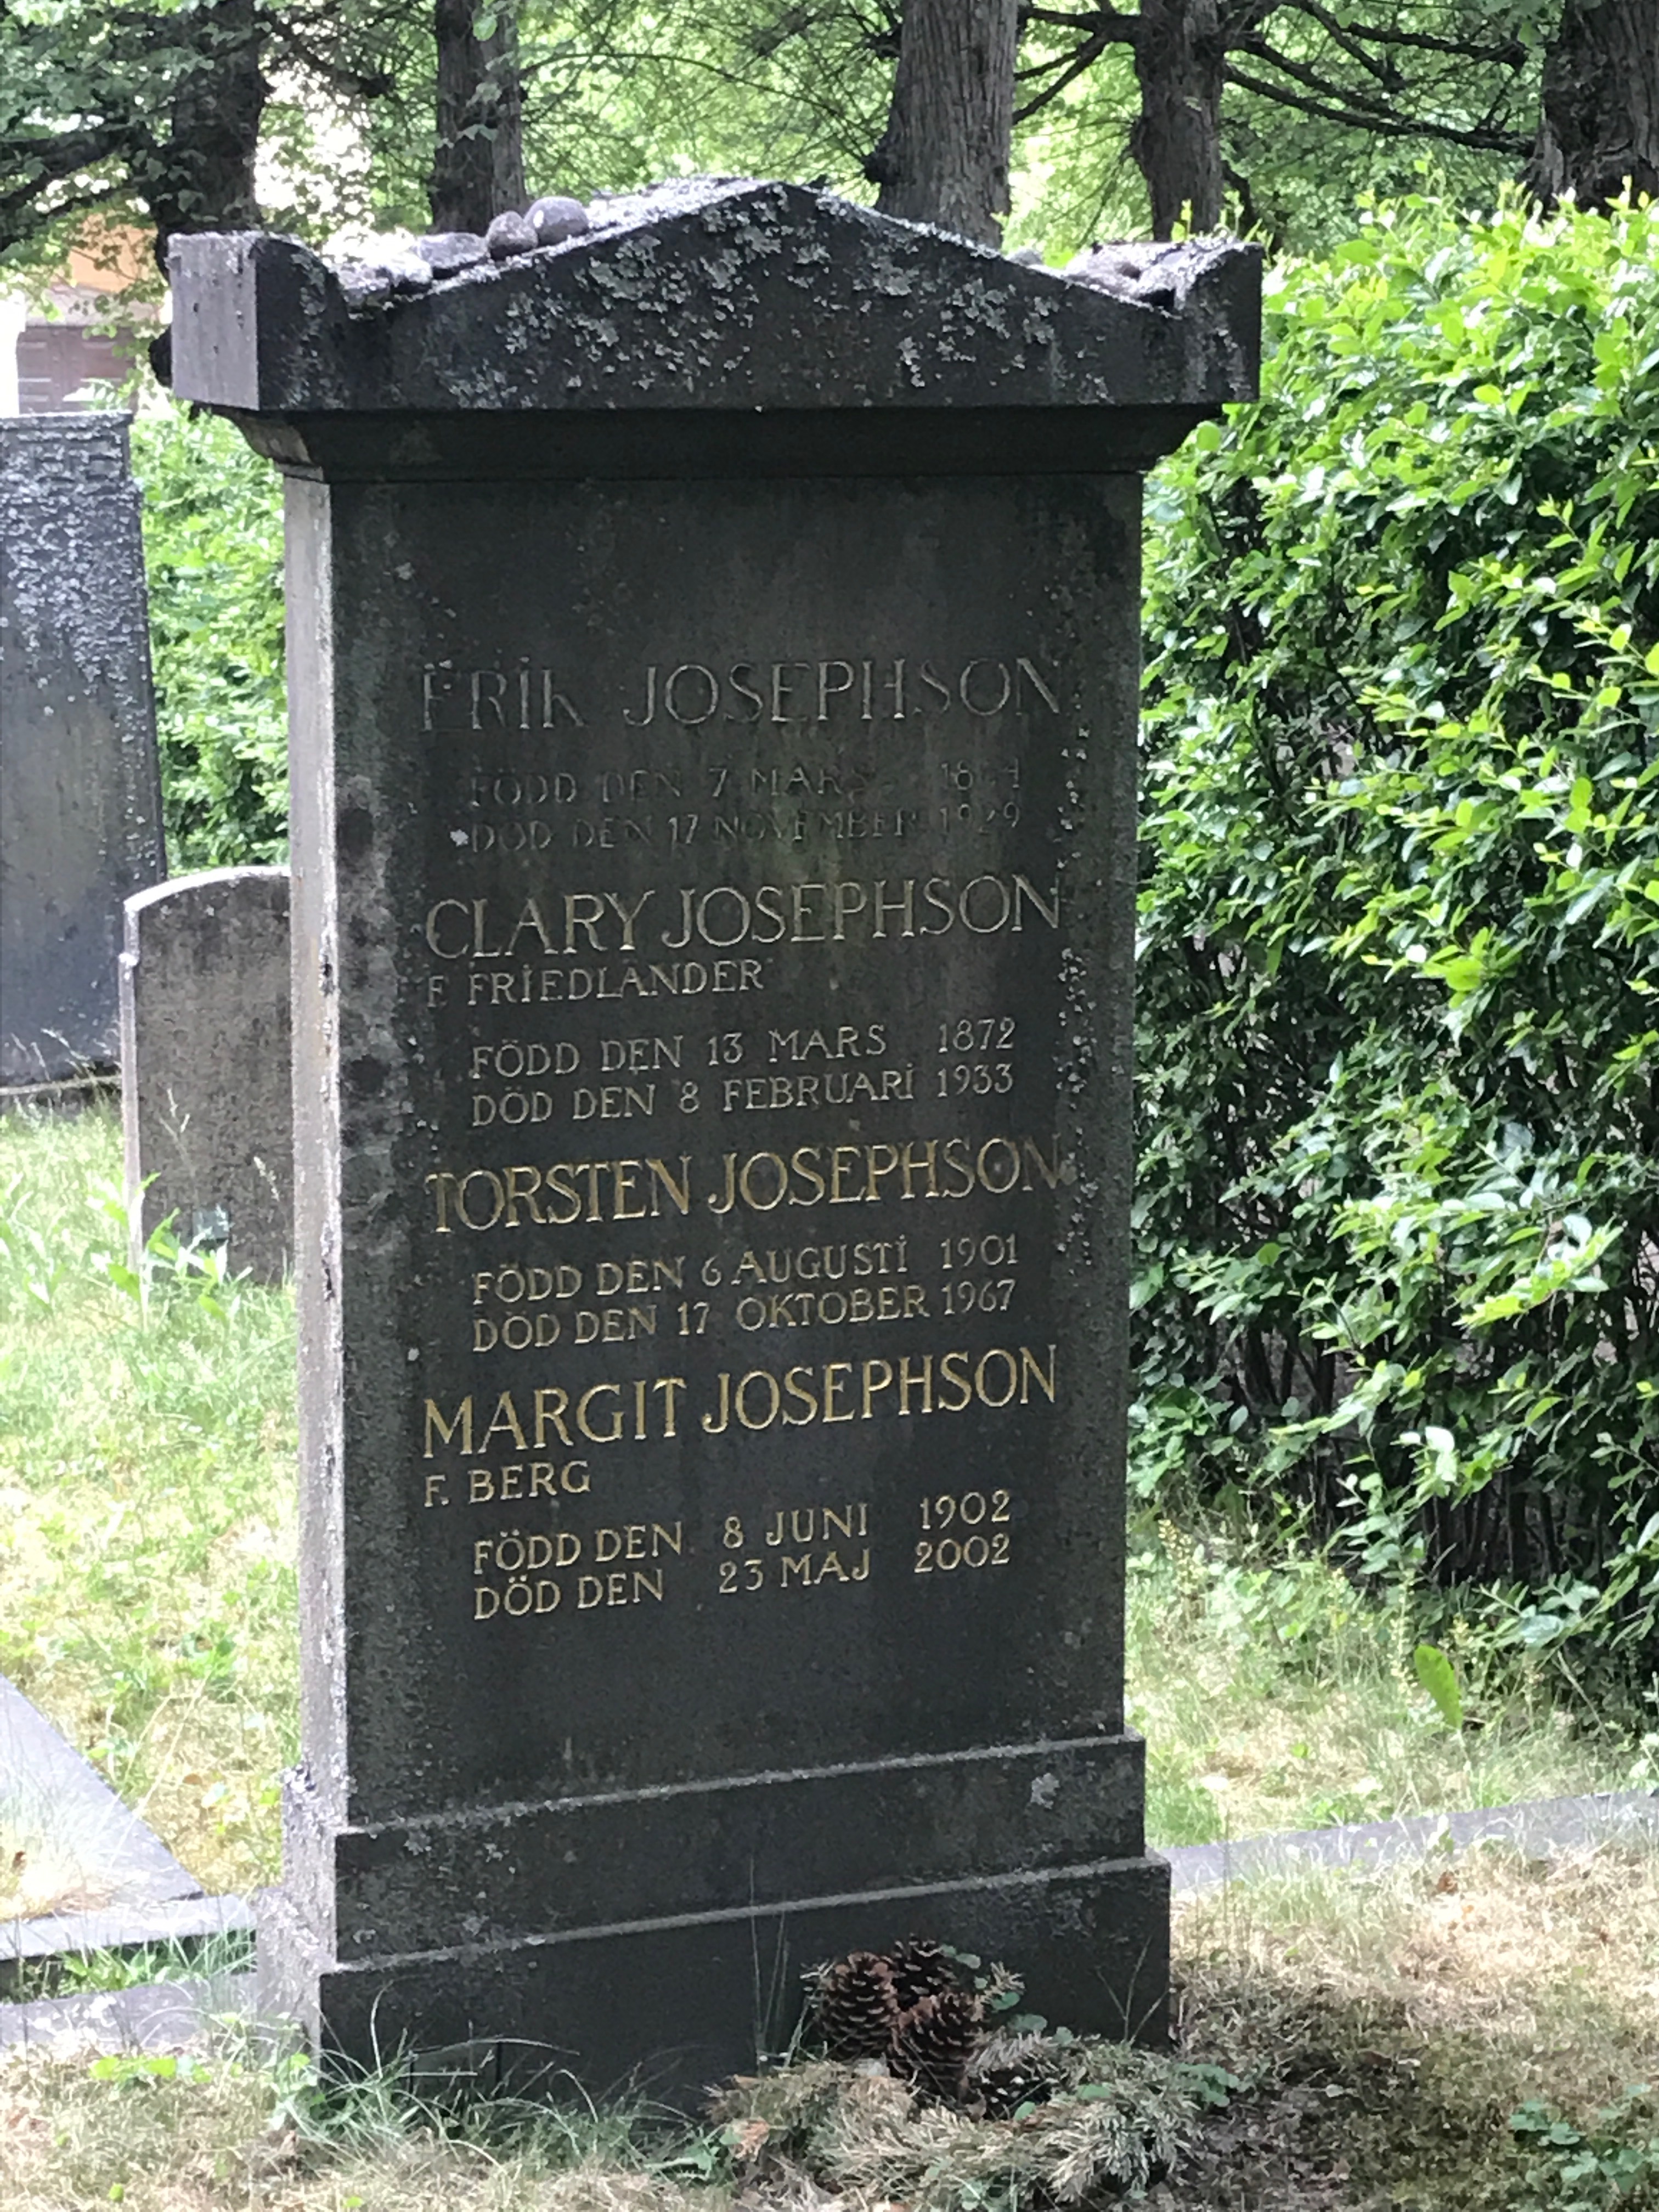 ERIK JOSEPHSON
FÖDD DEN 7 MARS 1864
DÖD DEN 17 NOVEMBER 1929
CLARY JOSEPHSON
F. FRIEDLANDER
FÖDD DEN 13 MARS 1872
DÖD DEN 8 FEBRUARI 1933
TORSTEN JOSEPHSON
FÖDD DEN 6 AUGUSTI 1901
DÖD DEN 17 OKTOBER 1967
MARGIT JOSEPHSON
F. BERG
FÖDD DEN 8 JUNI 1902
DÖD DEN 23 MAJ 2002